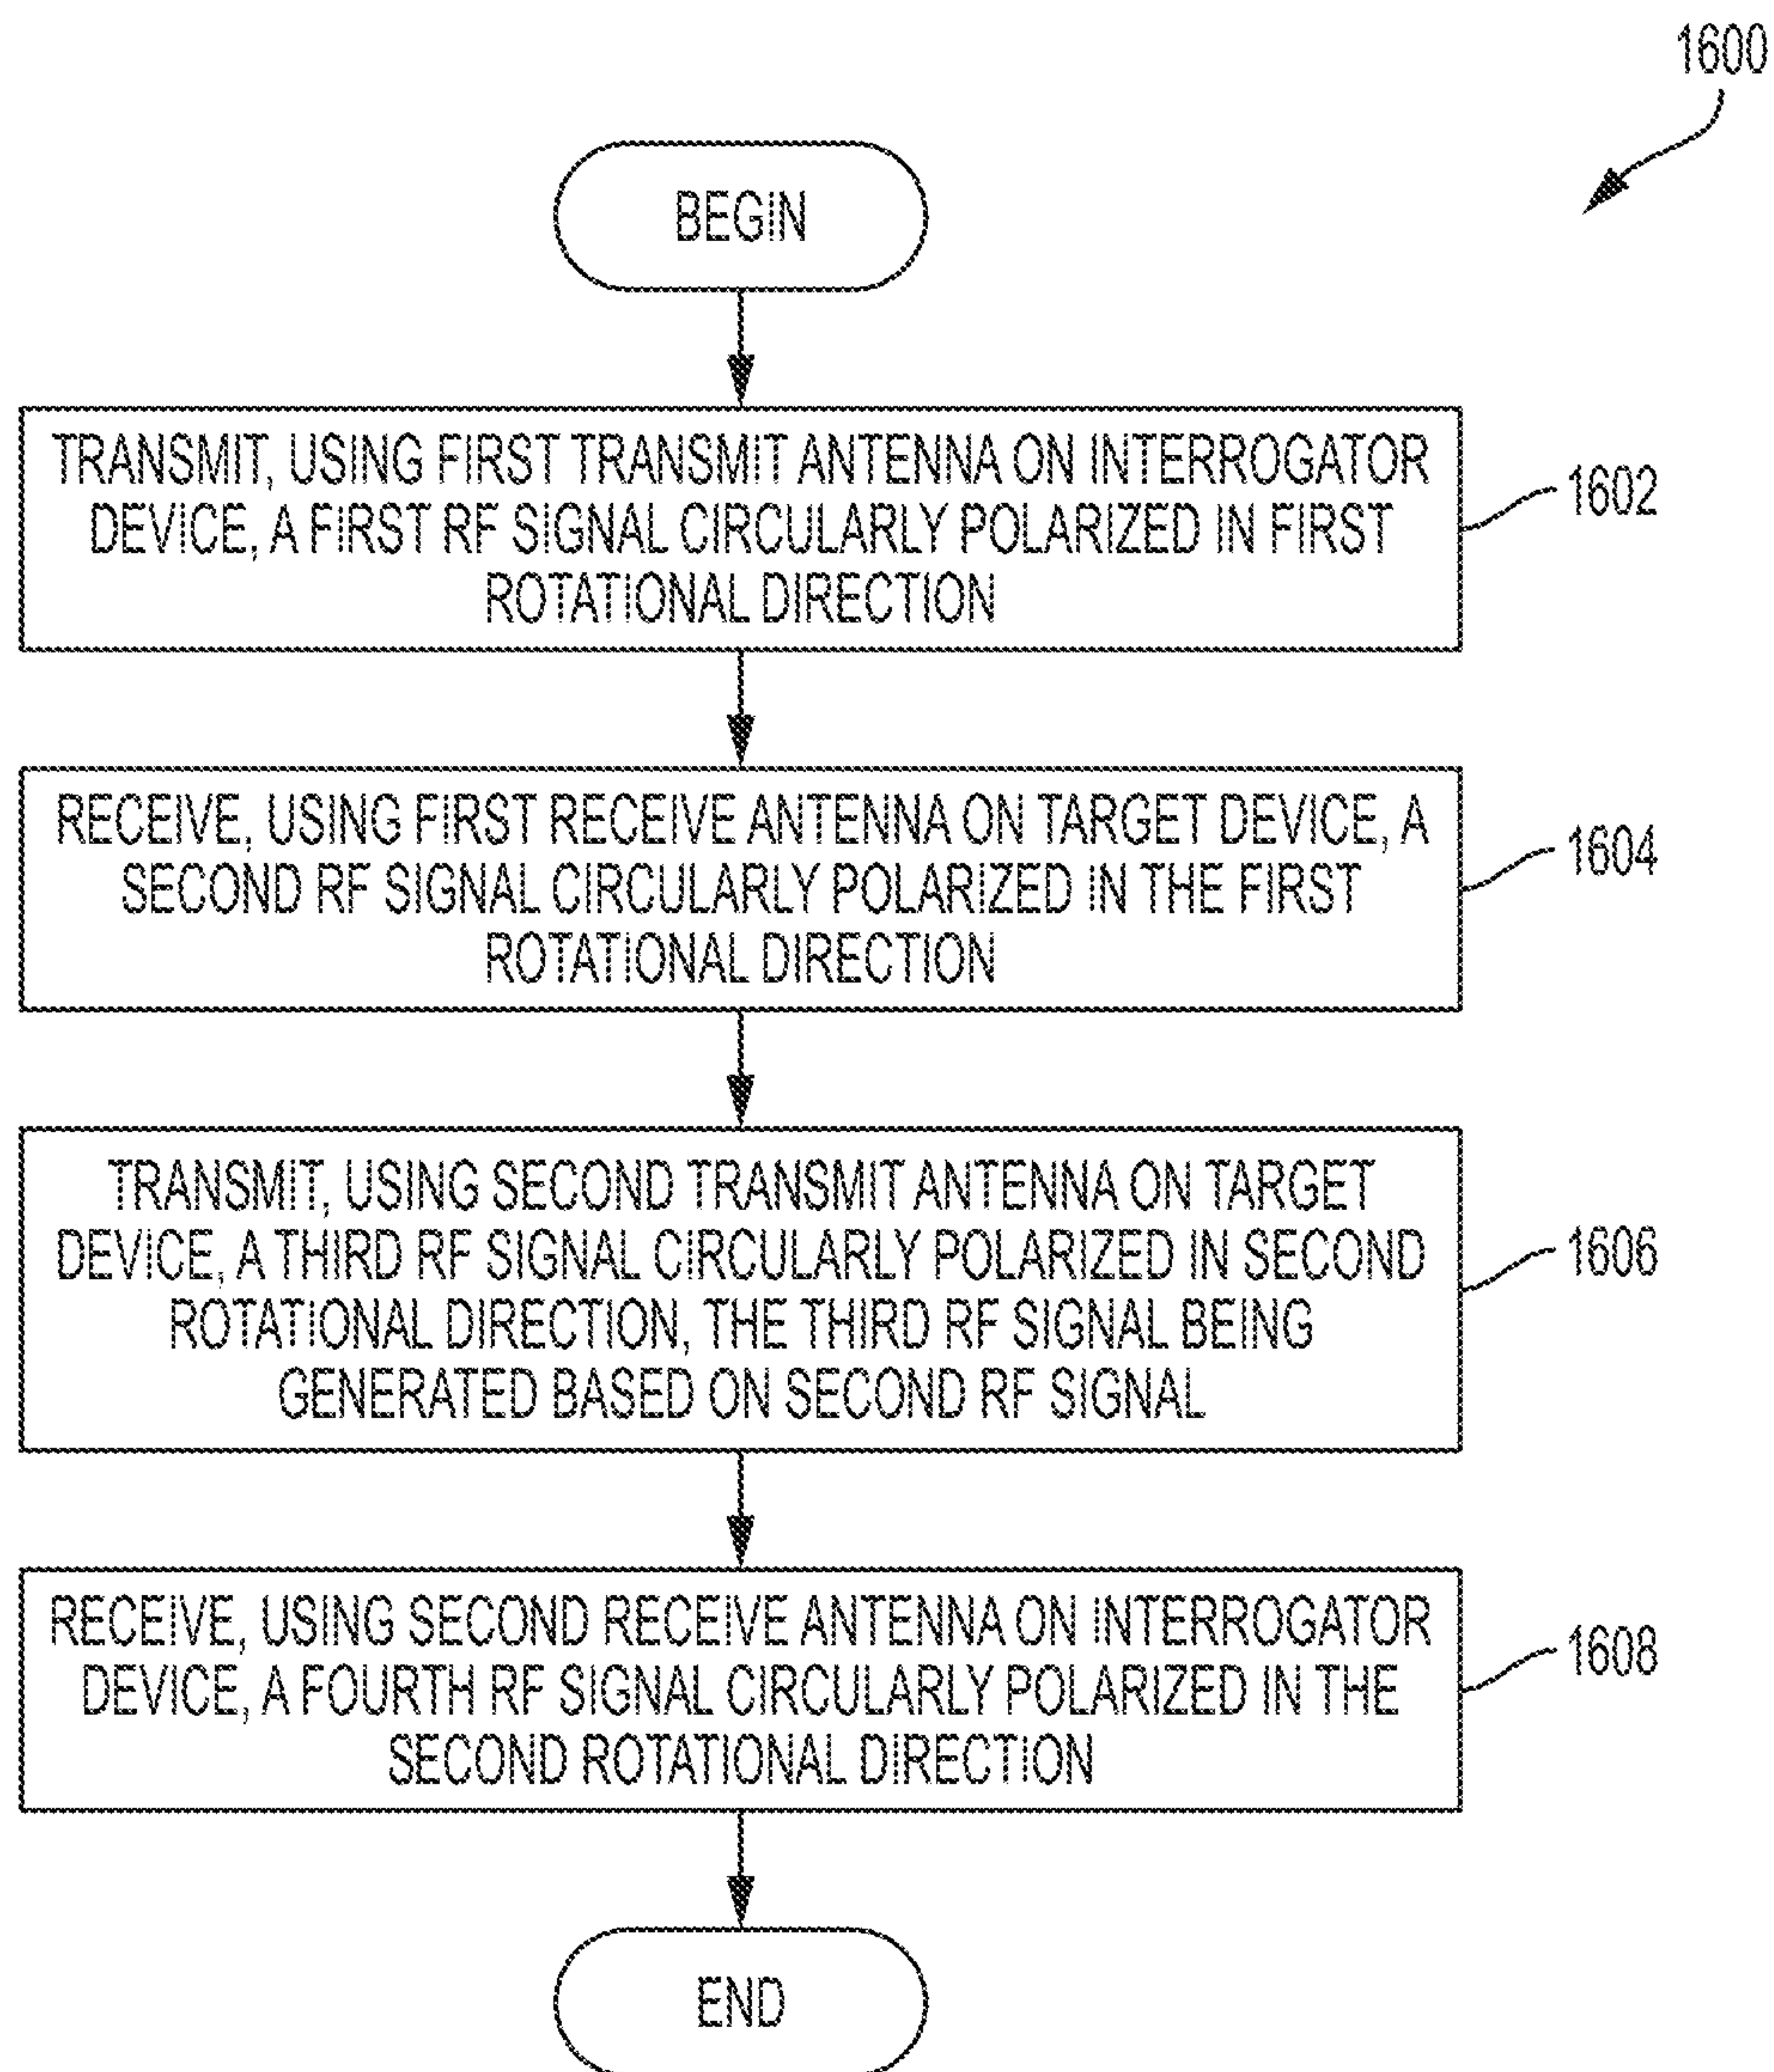 1600
BEGIN
TRANSMIT, USING FIRST TRANSMIT ANTENNA ON INTERROGATOR
DEVICE, A FIRST RF SIGNAL CIRCULARLY POLARIZED IN FIRST
ROTATIONAL DIRECTION
1602
RECEIVE, USING FIRST RECEIVE ANTENNA ON TARGET DEVICE, A
SECOND RF SIGNAL CIRCULARLY POLARIZED IN THE FIRST
ROTATIONAL DIRECTION
1604
TRANSMIT, USING SECOND TRANSMIT ANTENNA ON TARGET
DEVICE, A THIRD RF SIGNAL CIRCULARLY POLARIZED IN SECOND
ROTATIONAL DIRECTION, THE THIRD RF SIGNAL BEING
GENERATED BASED ON SECOND RF SIGNAL
1606
RECEIVE, USING SECOND RECEIVE ANTENNA ON INTERROGATOR
DEVICE, A FOURTH RF SIGNAL CIRCULARLY POLARIZED IN THE
SECOND ROTATIONAL DIRECTION
1608
END